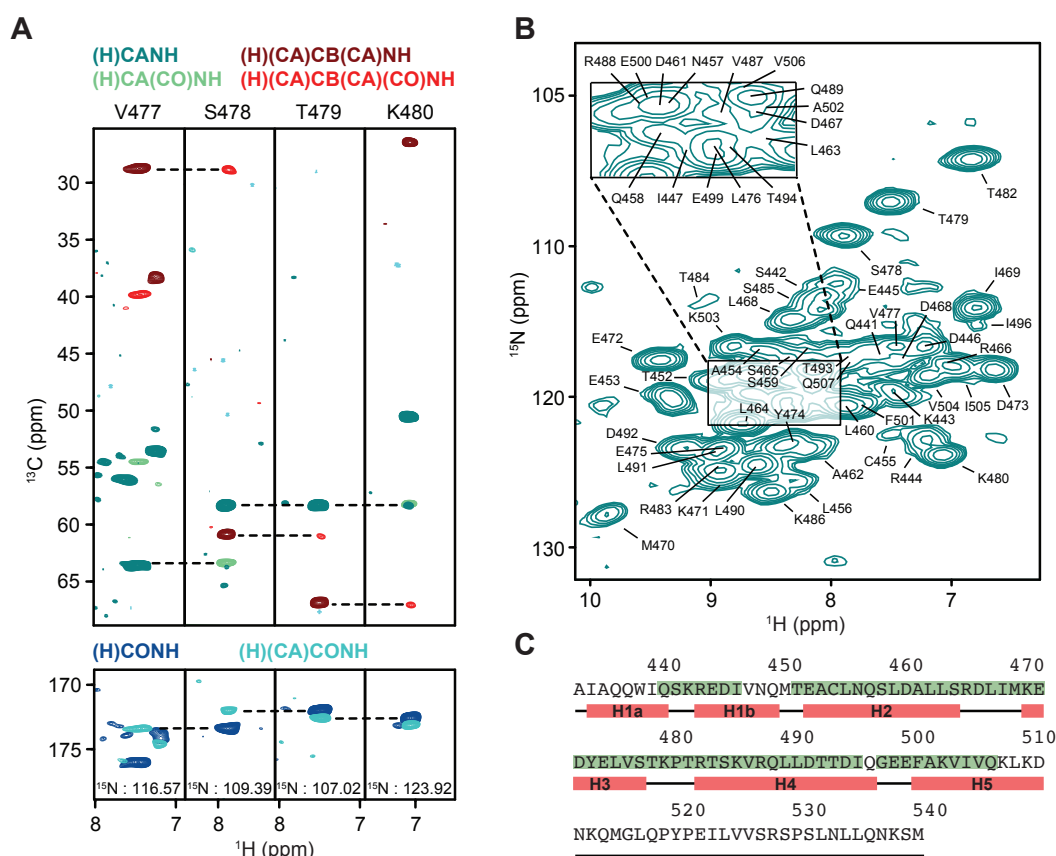 A
(H)CANH (H)(CA)CB(CA)NH
(H)CA(CO)NH (H)(CA)CB(CA)(CO)NH
V477 S478 T479 K480
30
35
40
45
50
55
60
65
¹³C (ppm)
(H)CONH (H)(CA)CONH
170
175
¹⁵N : 116.57 ¹⁵N : 109.39 ¹⁵N : 107.02 ¹⁵N : 123.92
8 7 8 7
¹H (ppm)
B
R488 E500 D461 N457 V487 V506
Q489
A502
D467
L463
Q458 I447 E499 L476 T494
105
110
115
120
125
130
¹⁵N (ppm)
T482
T479
S478
S442
S485
T484
L468
E445
K503
I469
I496
V477 D468
Q441
D446
R466
E472
T452
E453
A454
S465
S459
T493
Q507
L464
Y474
L460
F501
K443
V504
I505
D473
D492
E475
L491
A462
C455
R444
K480
R483
K471
L490
K486
L456
M470
10 9 8 7
¹H (ppm)
C
440 450 460 470
AIAQQWIQSKREDIVNQMTEACLNQSLDALLSRDLIMKE
H1a H1b H2
480 490 500 510
DYELVSTKPTRTSKVRQLLDTTDIQGEEFAKVIVQKLKD
H3 H4 H5
520 530 540
NKQMGLQPYPEILVVSRSPSLNLLQNKSM